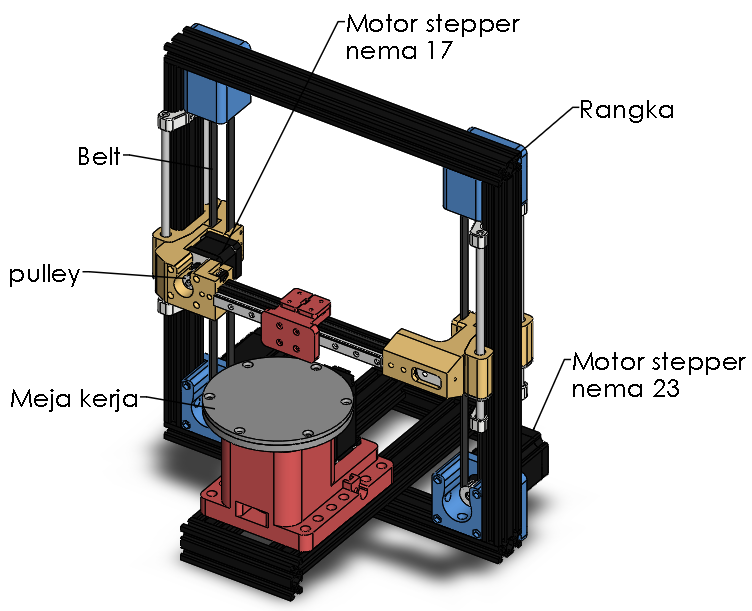 Motor stepper
nema 17
Rangka
Belt
pulley
Motor stepper
nema 23
Meja kerja